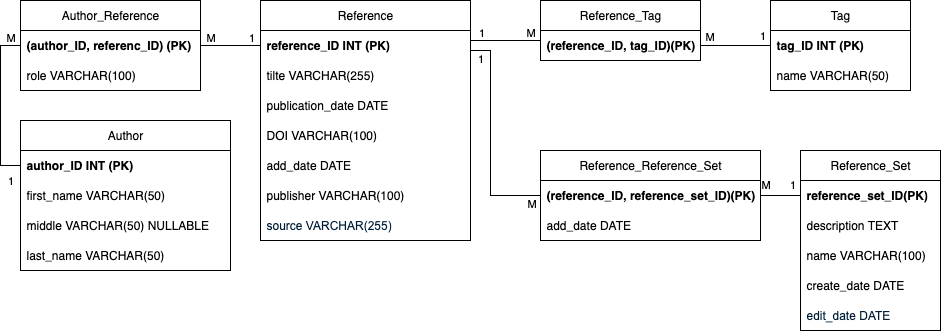 Author_Reference
(author_ID, referenc_ID) (PK)
role VARCHAR(100)
M
M
1
Author
author_ID INT (PK)
first_name VARCHAR(50)
middle VARCHAR(50) NULLABLE
last_name VARCHAR(50)
1
Reference
reference_ID INT (PK)
tilte VARCHAR(255)
publication_date DATE
DOI VARCHAR(100)
add_date DATE
publisher VARCHAR(100)
source VARCHAR(255)
1
M
1
M
Reference_Tag
(reference_ID, tag_ID)(PK)
M
1
Tag
tag_ID INT (PK)
name VARCHAR(50)
Reference_Reference_Set
(reference_ID, reference_set_ID)(PK)
add_date DATE
M
1
Reference_Set
reference_set_ID(PK)
description TEXT
name VARCHAR(100)
create_date DATE
edit_date DATE